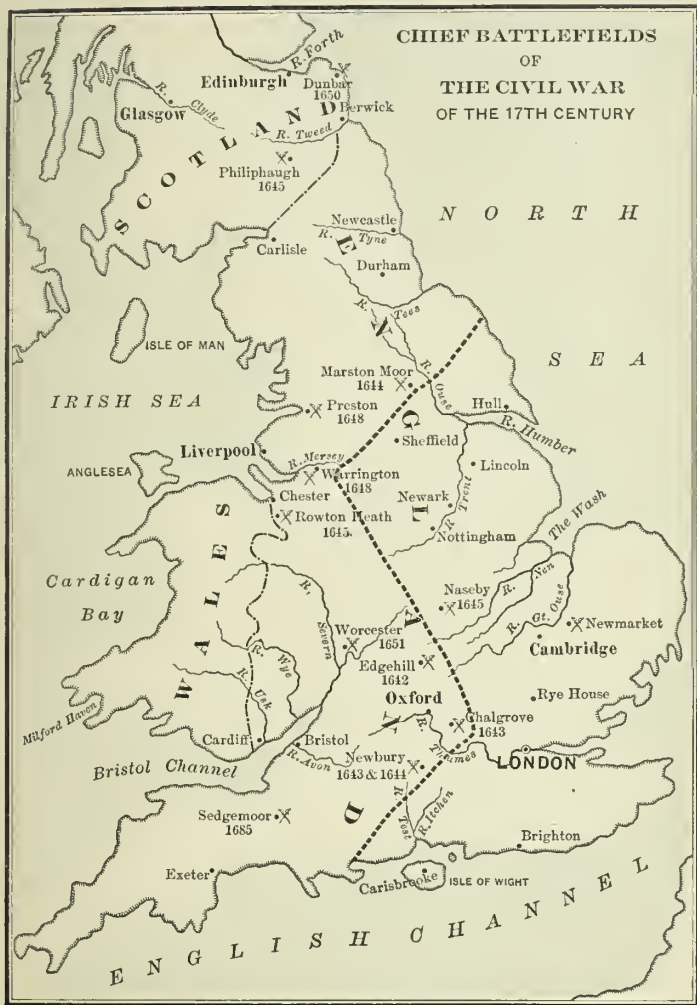 CHIEF BATTLEFIELDS
OF
THE CIVIL WAR
OF THE 17TH CENTURY
R. Forth
Edinburgh
Dunbar
1650
Berwick
R. Clyde
Glasgow
SCOTLAND
R. Tweed
Philiphaugh
1645
NORTH
SEA
Newcastle
R. Tyne
Carlisle
Durham
ENGLAND
R. Tees
ISLE OF MAN
Marston Moor
1644
R. Ouse
IRISH SEA
Preston
1648
Hull
R. Humber
Liverpool
Sheffield
R. Mersey
Lincoln
ANGLESEA
Warrington
1648
Chester
Newark
R Trent
Rowton Heath
1645
Nottingham
The Wash
WALES
Cardigan
Bay
R. Severn
Naseby
1645
R. Nen
R. Gt. Ouse
Newmarket
Worcester
1651
Cambridge
R. Wye
Edgehill
1642
R. Usk
Oxford
Rye House
Milford Haven
Chalgrove
1643
Cardiff
Bristol
R. Thames
LONDON
Bristol Channel
R. Avon
Newbury
1643 & 1644
R Test
R. Itchen
Sedgemoor
1685
Brighton
Exeter
Carisbrooke
ISLE OF WIGHT
ENGLISH CHANNEL